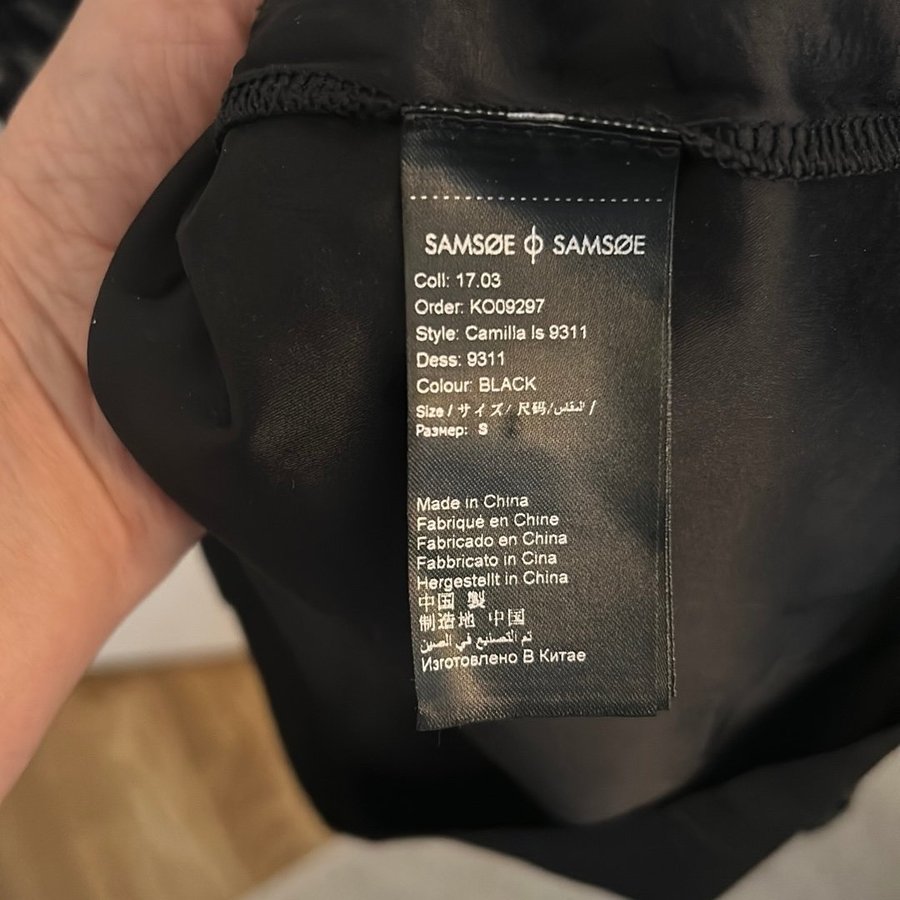 SAMSØE ϕ SAMSØE
Coll: 17.03
Order: KO09297
Style: Camilla ls 9311
Dess: 9311
Colour: BLACK
Size / サイズ/ 尺码/المقاس /
Размер: S
Made in China
Fabriqué en Chine
Fabricado en China
Fabbricato in Cina
Hergestellt in China
中国 製
制造地 中国
تم التصنيع في الصين
Изготовлено В Китае